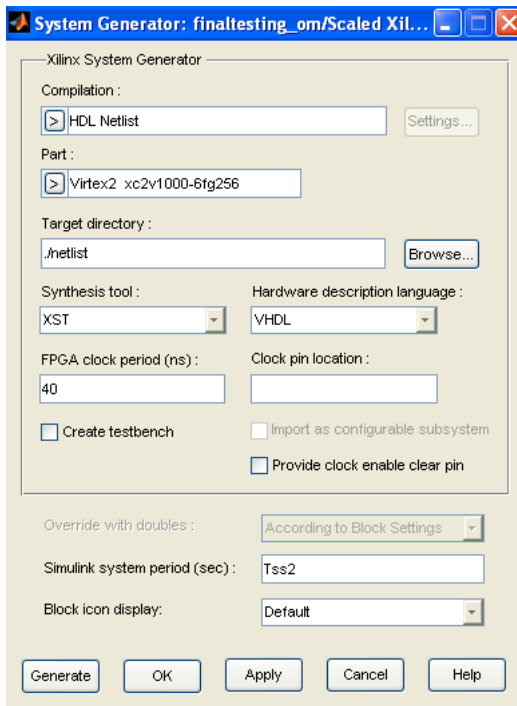 System Generator: finaltesting_om/Scaled Xil...
Xilinx System Generator
Compilation :
> HDL Netlist Settings...
Part :
> Virtex2 xc2v1000-6fg256
Target directory :
./netlist Browse...
Synthesis tool : Hardware description language :
XST VHDL
FPGA clock period (ns) : Clock pin location :
40
Create testbench Import as configurable subsystem
Provide clock enable clear pin
Override with doubles : According to Block Settings
Simulink system period (sec) : Tss2
Block icon display: Default
Generate OK Apply Cancel Help